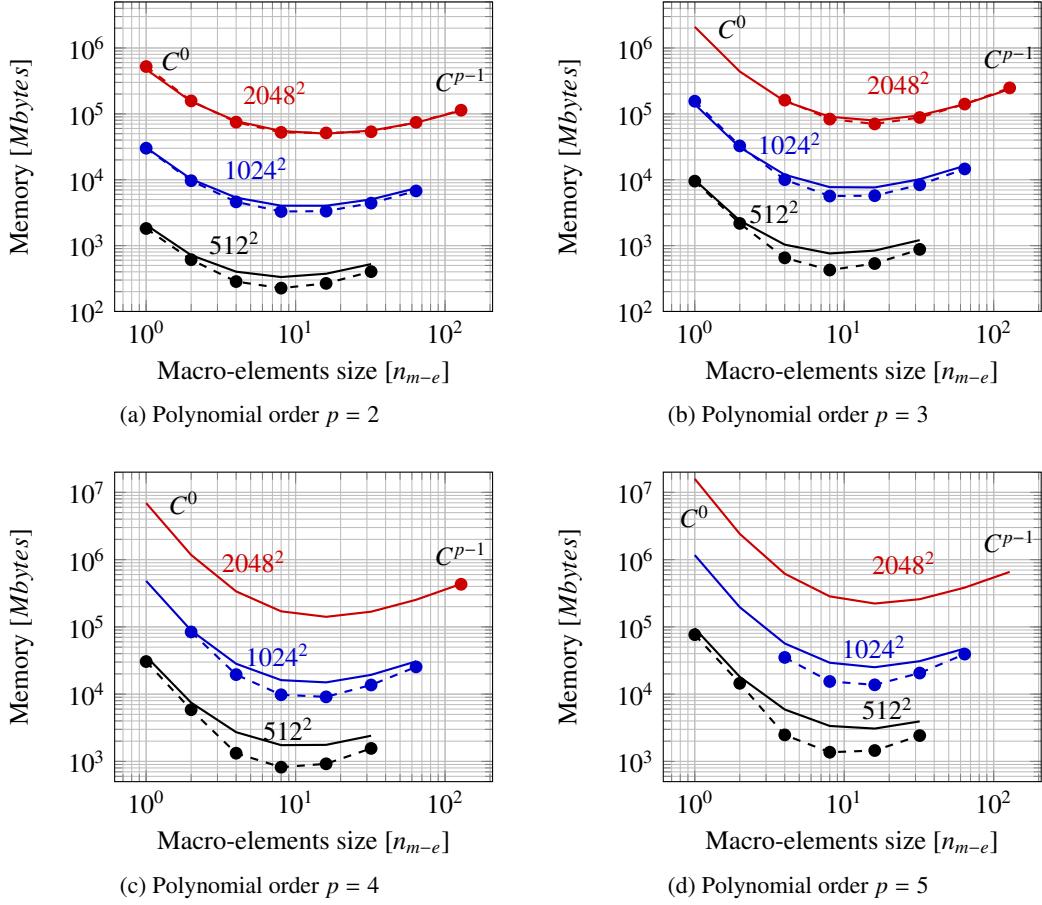 10^6
10^5
10^4
10^3
10^2
Memory [Mbytes]
C^0
C^{p−1}
2048^2
1024^2
512^2
10^0 10^1 10^2
Macro-elements size [n_{m−e}]
(a) Polynomial order p = 2
10^6
10^5
10^4
10^3
10^2
Memory [Mbytes]
C^0
C^{p−1}
2048^2
1024^2
512^2
10^0 10^1 10^2
Macro-elements size [n_{m−e}]
(b) Polynomial order p = 3
10^7
10^6
10^5
10^4
10^3
Memory [Mbytes]
C^0
C^{p−1}
2048^2
1024^2
512^2
10^0 10^1 10^2
Macro-elements size [n_{m−e}]
(c) Polynomial order p = 4
10^7
10^6
10^5
10^4
10^3
Memory [Mbytes]
C^0
C^{p−1}
2048^2
1024^2
512^2
10^0 10^1 10^2
Macro-elements size [n_{m−e}]
(d) Polynomial order p = 5